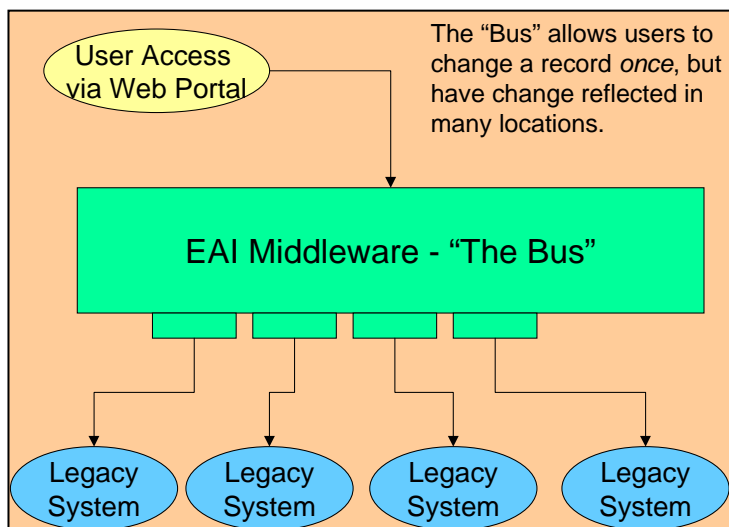 User Access
via Web Portal
The “Bus” allows users to
change a record once, but
have change reflected in
many locations.
EAI Middleware - “The Bus”
Legacy
System
Legacy
System
Legacy
System
Legacy
System